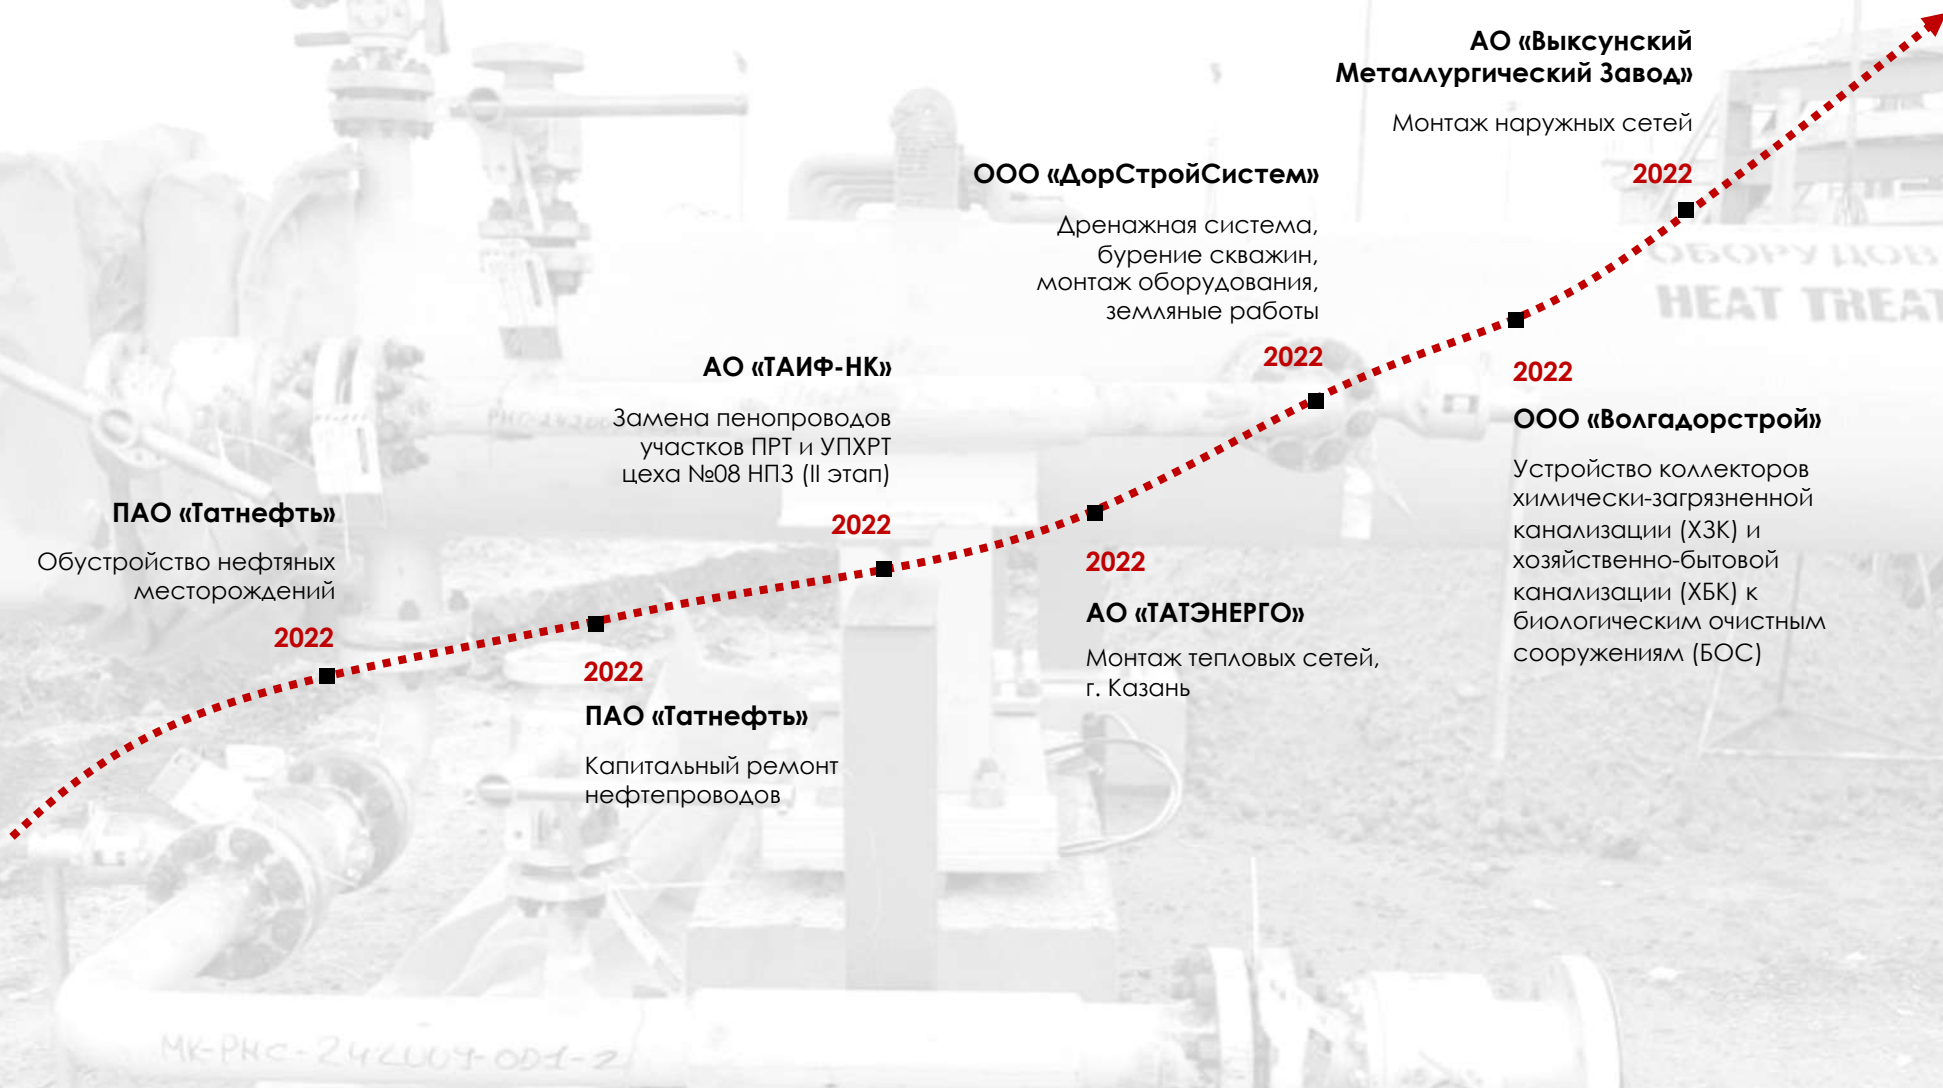 АО «Выксунский
Металлургический Завод»
Монтаж наружных сетей
2022
ООО «ДорСтройСистем»
Дренажная система,
бурение скважин,
монтаж оборудования,
земляные работы
2022
АО «ТАИФ-НК»
Замена пенопроводов
участков ПРТ и УПХРТ
цеха №08 НПЗ (II этап)
2022
ПАО «Татнефть»
Обустройство нефтяных
месторождений
2022
2022
ПАО «Татнефть»
Капитальный ремонт
нефтепроводов
2022
АО «ТАТЭНЕРГО»
Монтаж тепловых сетей,
г. Казань
2022
ООО «Волгадорстрой»
Устройство коллекторов
химически-загрязненной
канализации (ХЗК) и
хозяйственно-бытовой
канализации (ХБК) к
биологическим очистным
сооружениям (БОС)
ОБОРУДОВ
HEAT TREAT